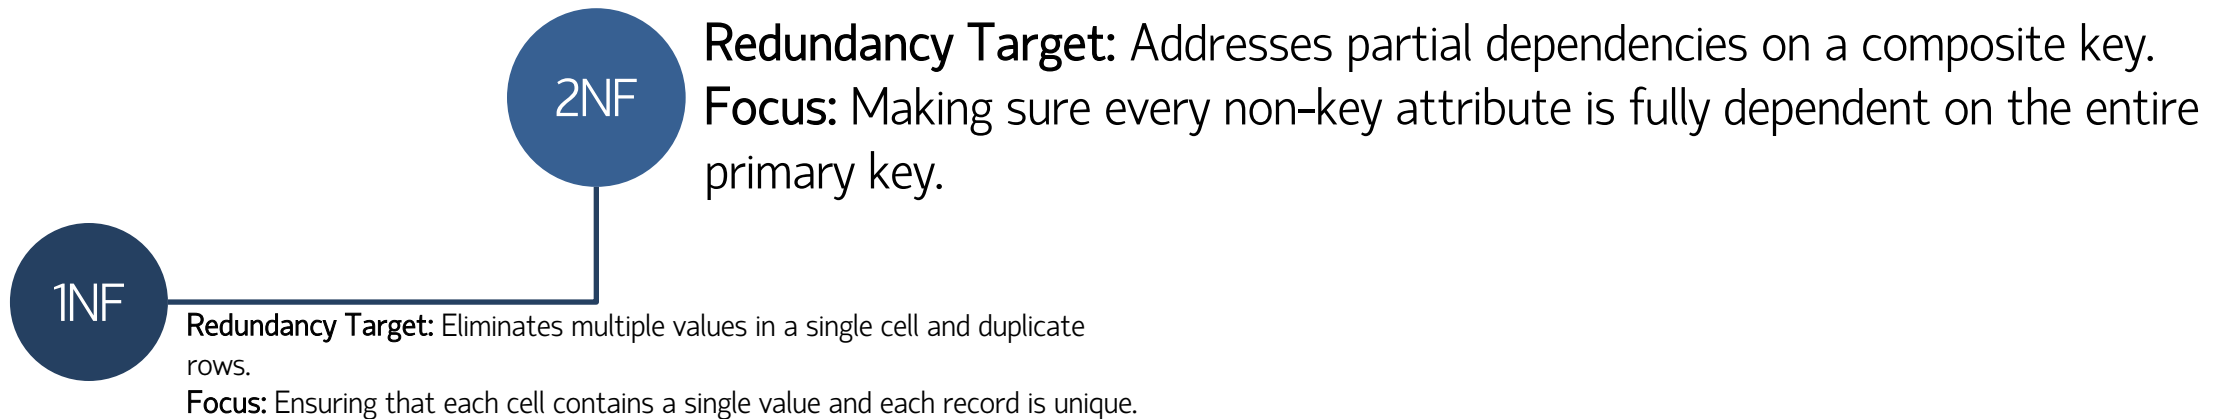 2NF
Redundancy Target: Addresses partial dependencies on a composite key.
Focus: Making sure every non-key attribute is fully dependent on the entire
primary key.
1NF
Redundancy Target: Eliminates multiple values in a single cell and duplicate
rows.
Focus: Ensuring that each cell contains a single value and each record is unique.